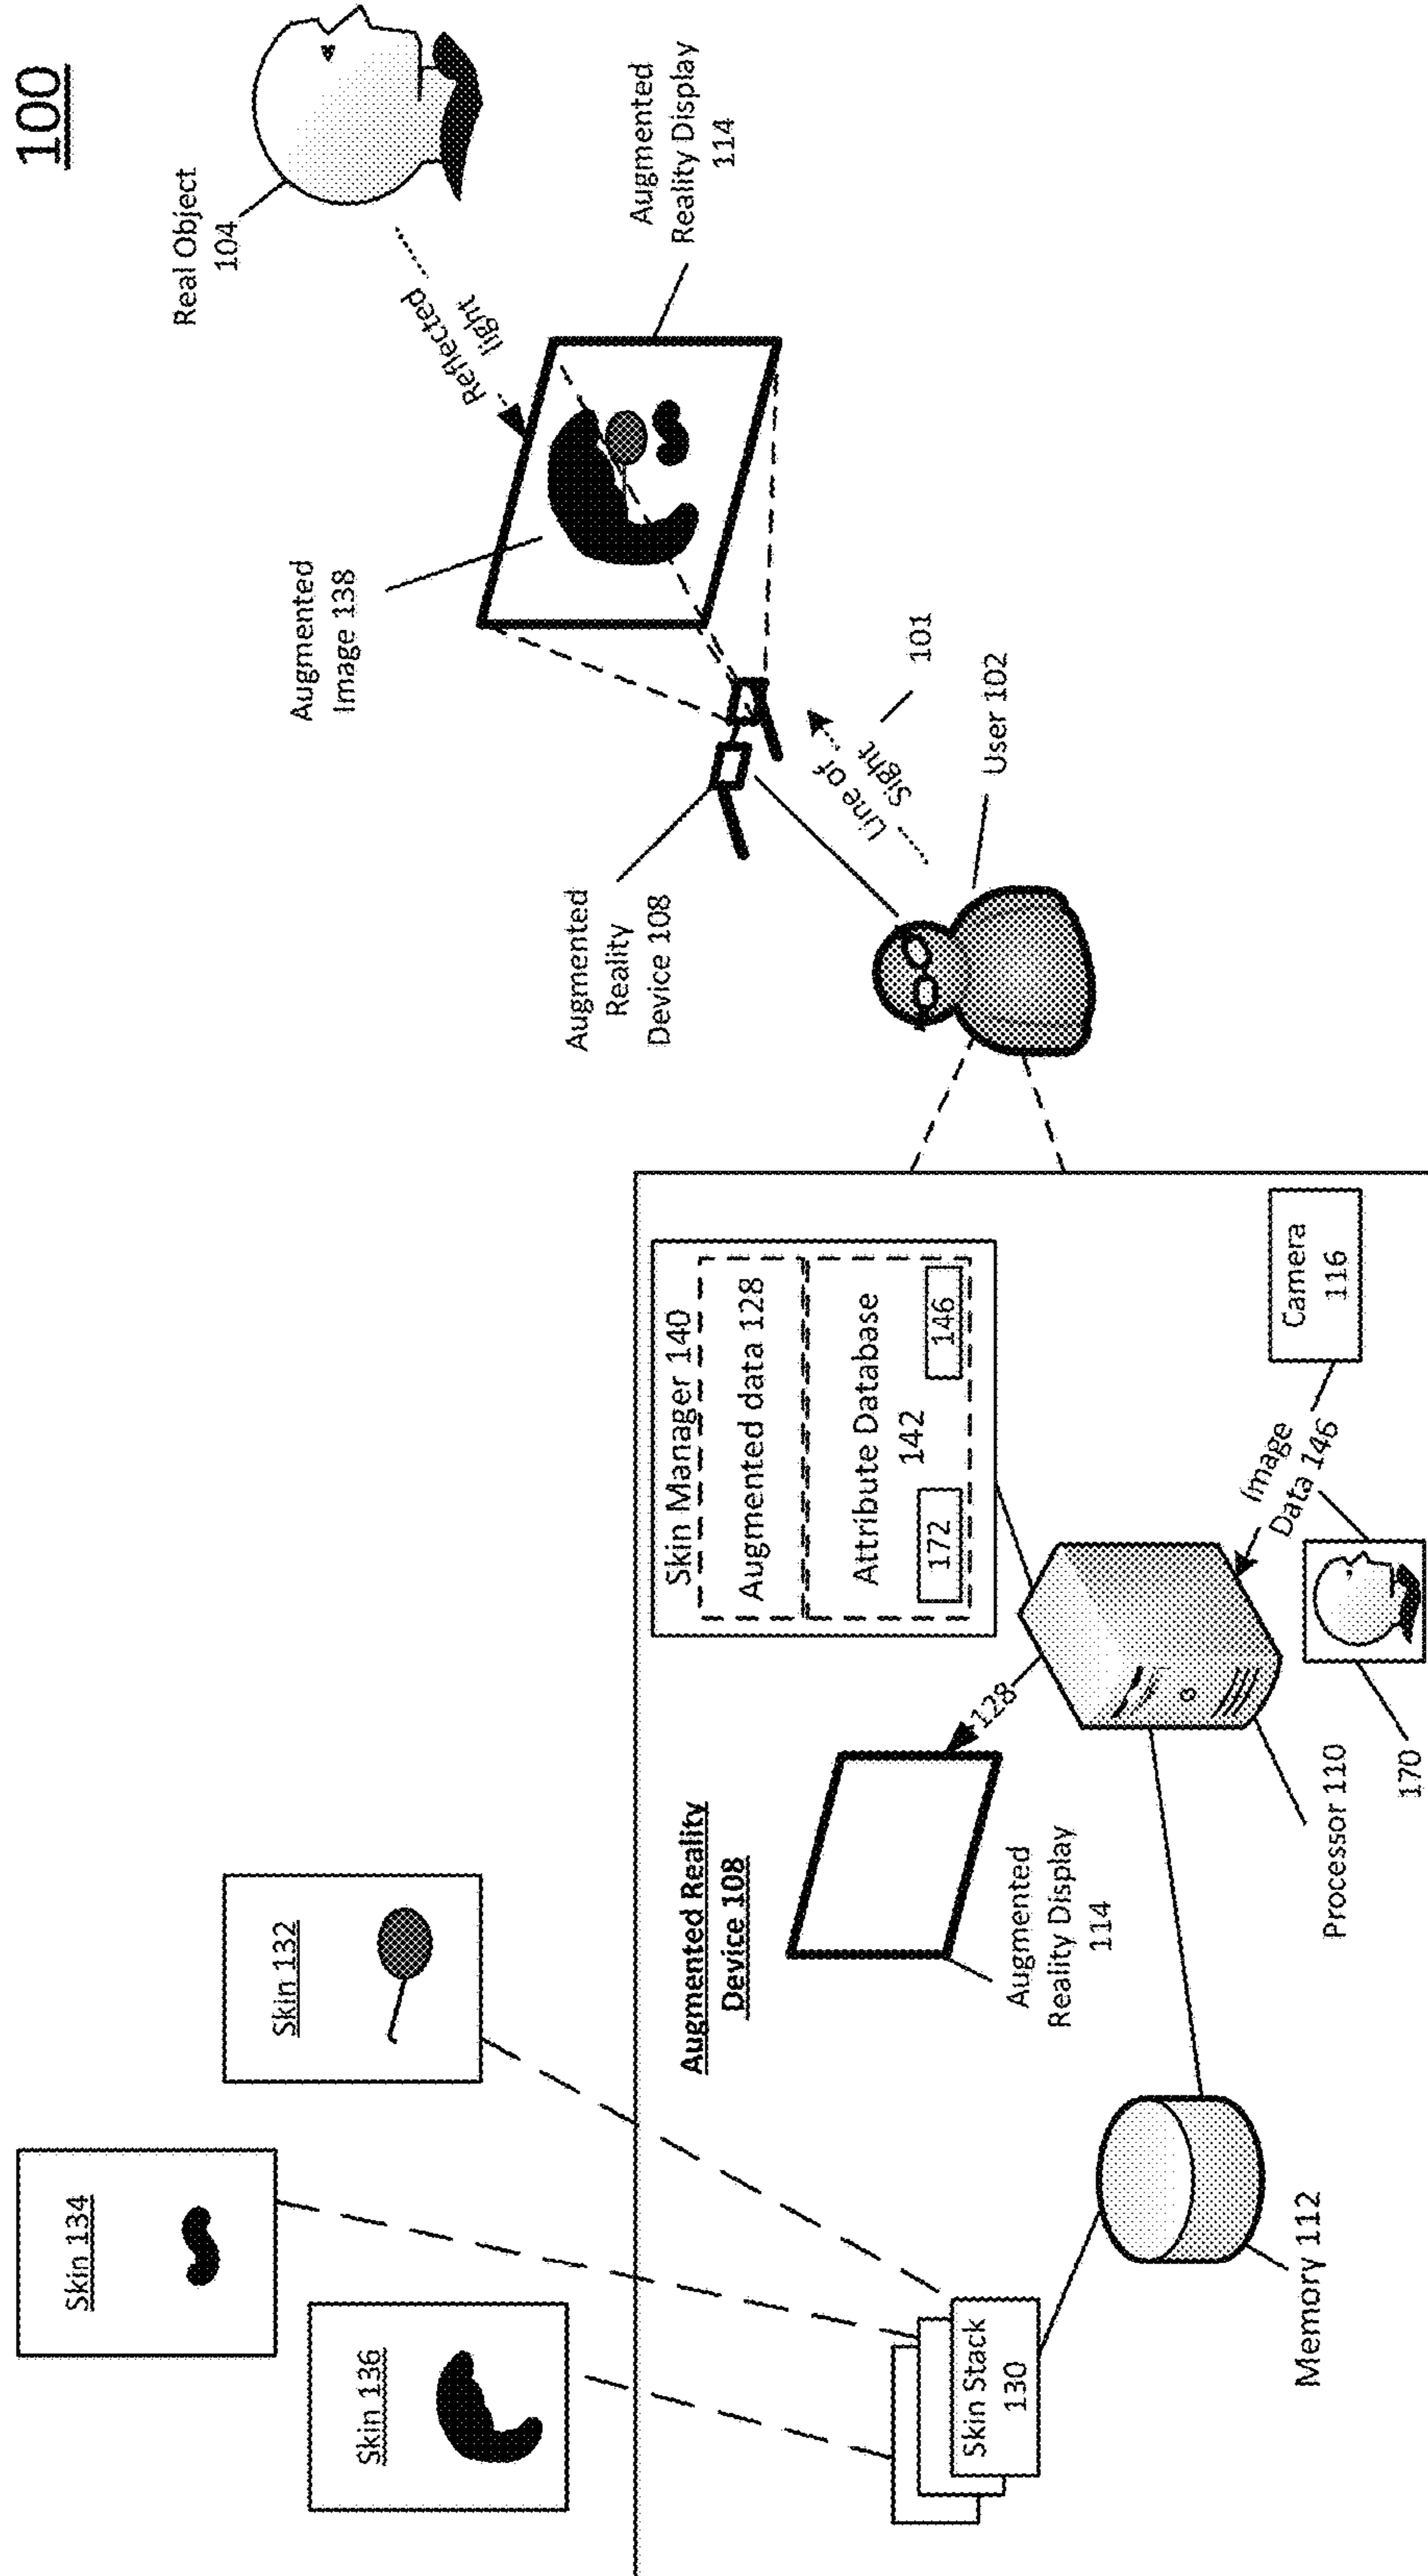 100
Skin 134
Skin 136
Skin 132
Real Object
104
Reflected
light
Augmented
Image 138
Augmented
Reality Display
114
Augmented
Reality
Device 108
Line of
Sight
101
User 102
Augmented Reality
Device 108
Skin Manager 140
Augmented data 128
Attribute Database
142
172
146
128
Augmented
Reality Display
114
Skin Stack
130
Memory 112
Processor 110
170
Image
Data 146
Camera
116